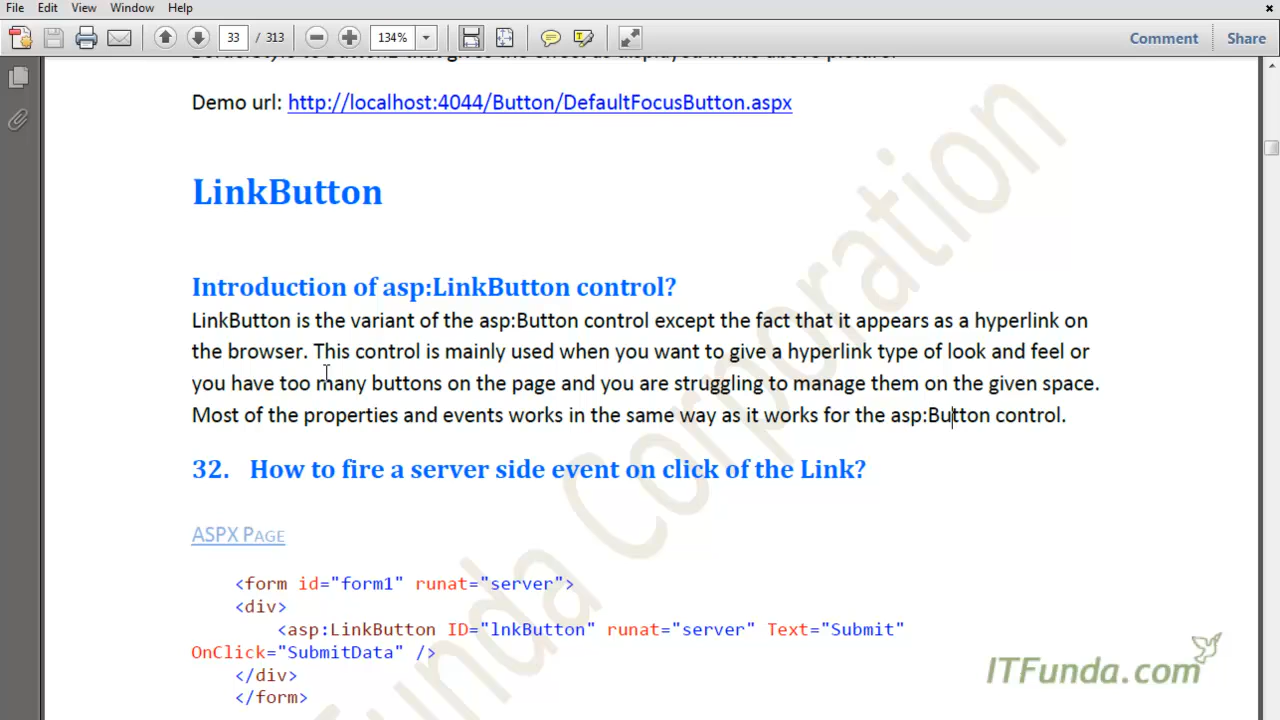 File Edit View Window Help
33 / 313 134% Comment Share
Demo url: http://localhost:4044/Button/DefaultFocusButton.aspx
LinkButton
Introduction of asp:LinkButton control?
LinkButton is the variant of the asp:Button control except the fact that it appears as a hyperlink on
the browser. This control is mainly used when you want to give a hyperlink type of look and feel or
you have too many buttons on the page and you are struggling to manage them on the given space.
Most of the properties and events works in the same way as it works for the asp:Button control.
32. How to fire a server side event on click of the Link?
ASPX PAGE
<form id="form1" runat="server">
<div>
<asp:LinkButton ID="lnkButton" runat="server" Text="Submit"
OnClick="SubmitData" />
</div>
</form>
Funda Corporation
ITFunda.com